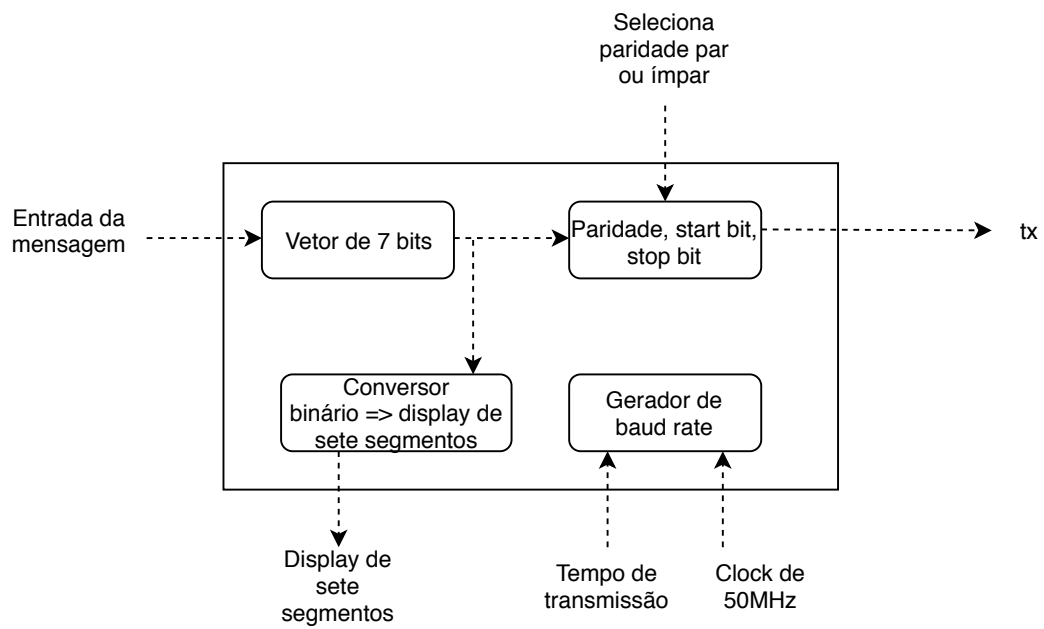 Seleciona
paridade par
ou ímpar
Entrada da
mensagem
Vetor de 7 bits
Paridade, start bit,
stop bit
tx
Conversor
binário => display de
sete segmentos
Gerador de
baud rate
Display de
sete
segmentos
Tempo de
transmissão
Clock de
50MHz